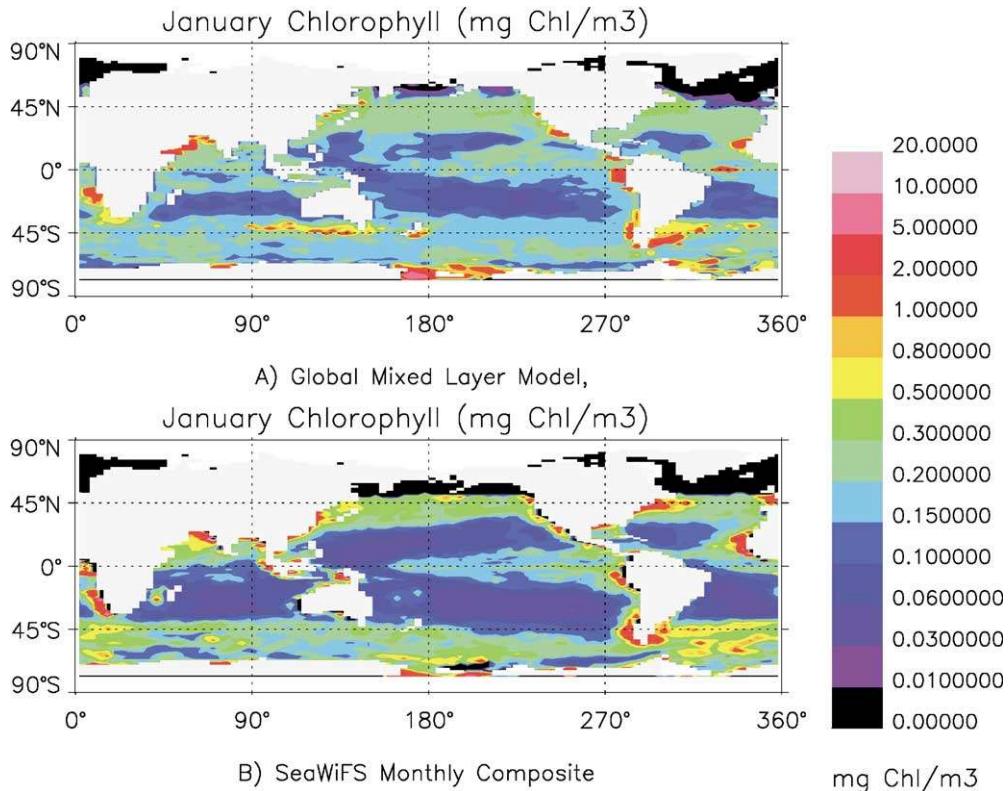 January Chlorophyll (mg Chl/m3)
90°N
45°N
0°
45°S
90°S
0° 90° 180° 270° 360°
A) Global Mixed Layer Model,
January Chlorophyll (mg Chl/m3)
90°N
45°N
0°
45°S
90°S
0° 90° 180° 270° 360°
B) SeaWiFS Monthly Composite
20.0000
10.0000
5.00000
2.00000
1.00000
0.800000
0.500000
0.300000
0.200000
0.150000
0.100000
0.0600000
0.0300000
0.0100000
0.00000
mg Chl/m3